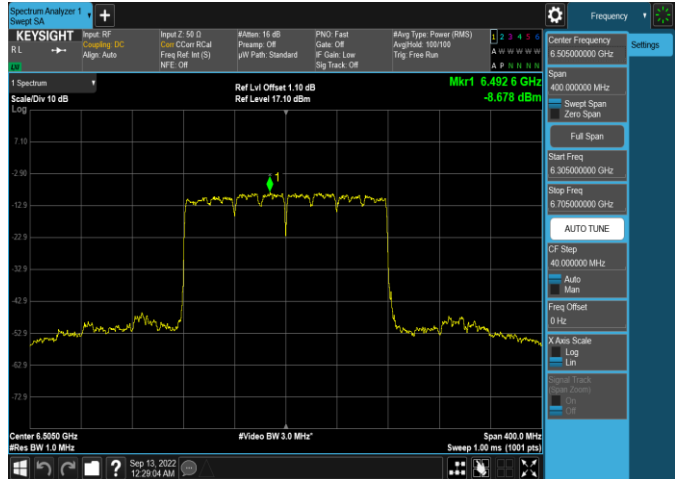 Spectrum Analyzer 1
Swept SA
Frequency
KEYSIGHT
R L
LXI
Input: RF
Coupling: DC
Align: Auto
Input Z: 50 Ω
Corr CCorr RCal
Freq Ref: Int (S)
NFE: Off
#Atten: 16 dB
Preamp: Off
µW Path: Standard
PNO: Fast
Gate: Off
IF Gain: Low
Sig Track: Off
#Avg Type: Power (RMS)
Avg|Hold: 100/100
Trig: Free Run
1 2 3 4 5 6
A W W W W W
A P N N N N
1 Spectrum
Scale/Div 10 dB
Log
Ref Lvl Offset 1.10 dB
Ref Level 17.10 dBm
Mkr1 6.492 6 GHz
-8.678 dBm
7.10
-2.90
-12.9
-22.9
-32.9
-42.9
-52.9
-62.9
-72.9
1
Center 6.5050 GHz
#Res BW 1.0 MHz
#Video BW 3.0 MHz*
Span 400.0 MHz
Sweep 1.00 ms (1001 pts)
Center Frequency
6.505000000 GHz
Settings
Span
400.000000 MHz
Swept Span
Zero Span
Full Span
Start Freq
6.305000000 GHz
Stop Freq
6.705000000 GHz
AUTO TUNE
CF Step
40.000000 MHz
Auto
Man
Freq Offset
0 Hz
X Axis Scale
Log
Lin
Signal Track
(Span Zoom)
On
Off
Sep 13, 2022
12:29:04 AM